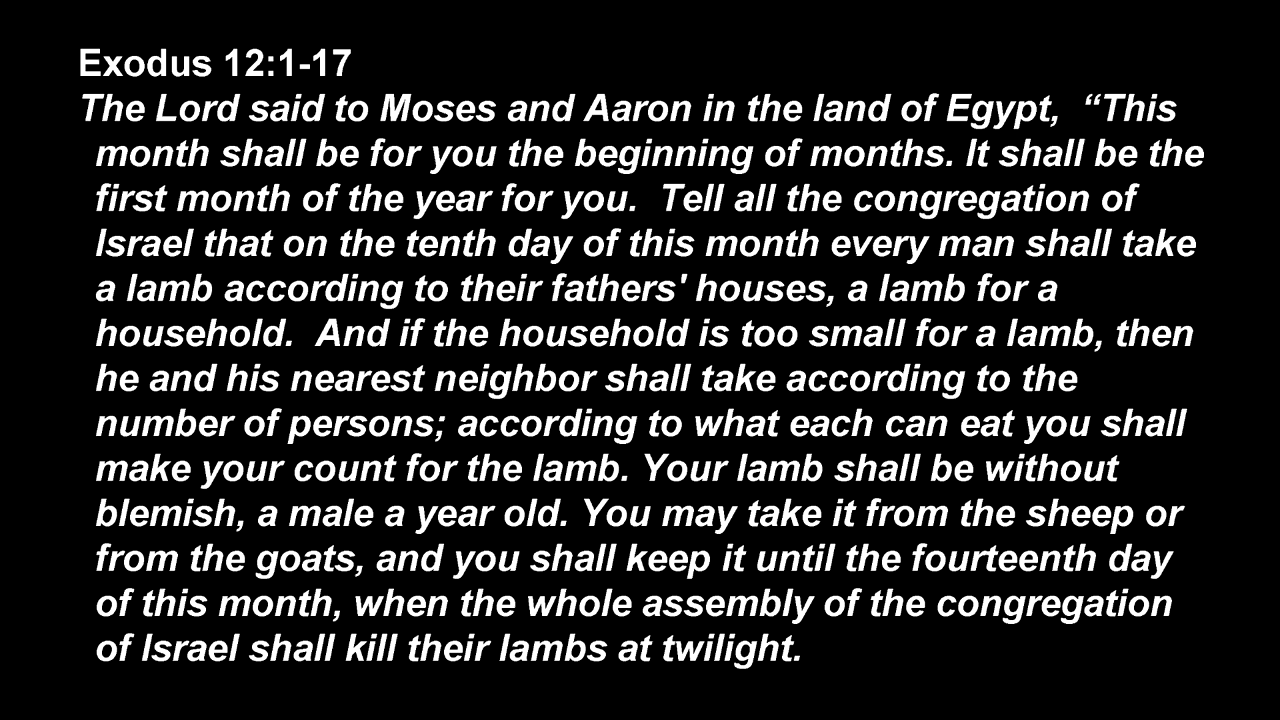 Exodus 12:1-17
The Lord said to Moses and Aaron in the land of Egypt,  “This
month shall be for you the beginning of months. It shall be the
first month of the year for you.  Tell all the congregation of
Israel that on the tenth day of this month every man shall take
a lamb according to their fathers' houses, a lamb for a
household.  And if the household is too small for a lamb, then
he and his nearest neighbor shall take according to the
number of persons; according to what each can eat you shall
make your count for the lamb. Your lamb shall be without
blemish, a male a year old. You may take it from the sheep or
from the goats, and you shall keep it until the fourteenth day
of this month, when the whole assembly of the congregation
of Israel shall kill their lambs at twilight.